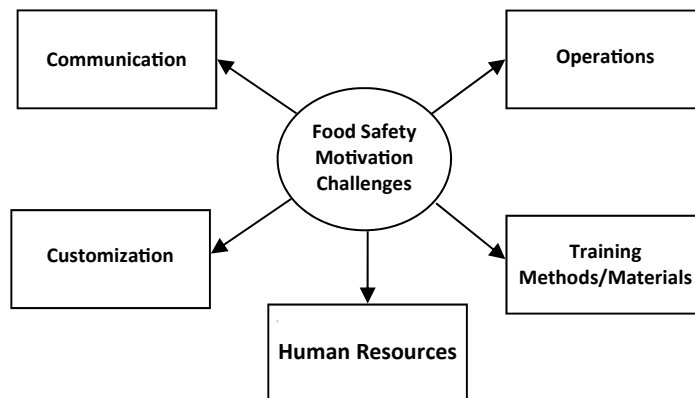 Communication
Operations
Food Safety
Motivation
Challenges
Customization
Training
Methods/Materials
Human Resources